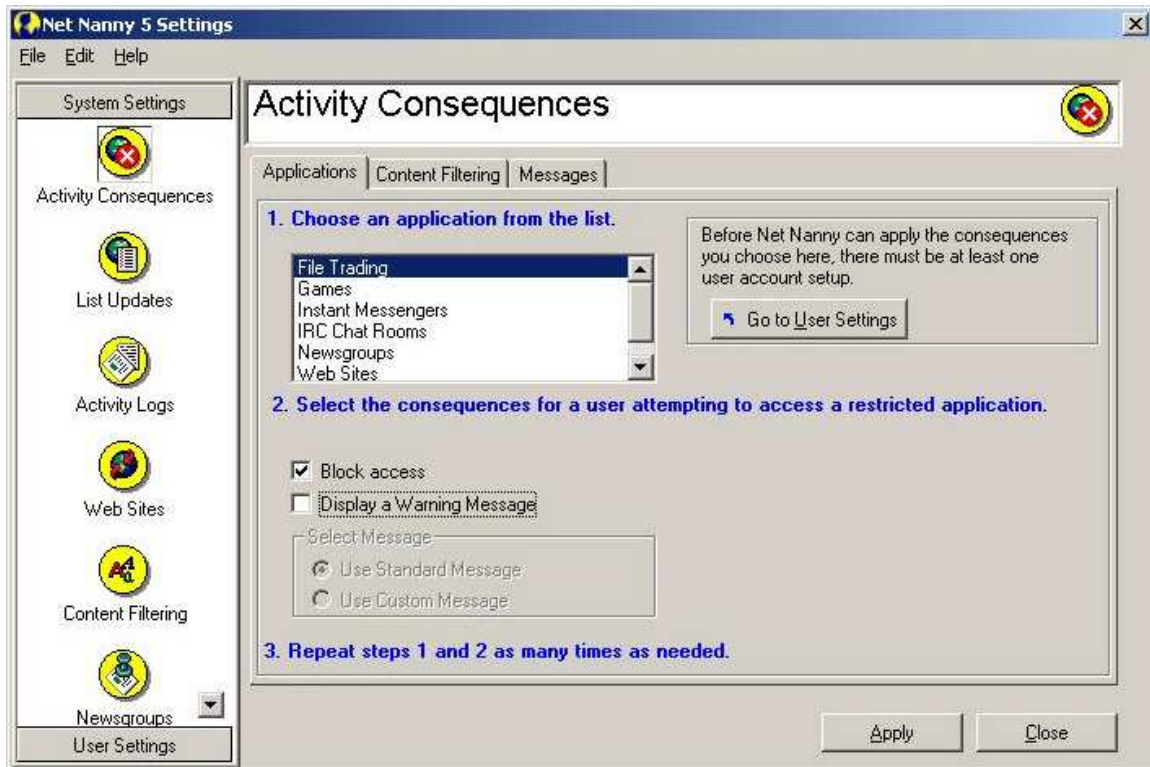 Net Nanny 5 Settings
File Edit Help
System Settings
Activity Consequences
List Updates
Activity Logs
Web Sites
Content Filtering
Newsgroups
User Settings
Activity Consequences
Applications Content Filtering Messages
1. Choose an application from the list.
File Trading
Games
Instant Messengers
IRC Chat Rooms
Newsgroups
Web Sites
Before Net Nanny can apply the consequences
you choose here, there must be at least one
user account setup.
Go to User Settings
2. Select the consequences for a user attempting to access a restricted application.
Block access
Display a Warning Message
Select Message
Use Standard Message
Use Custom Message
3. Repeat steps 1 and 2 as many times as needed.
Apply Close